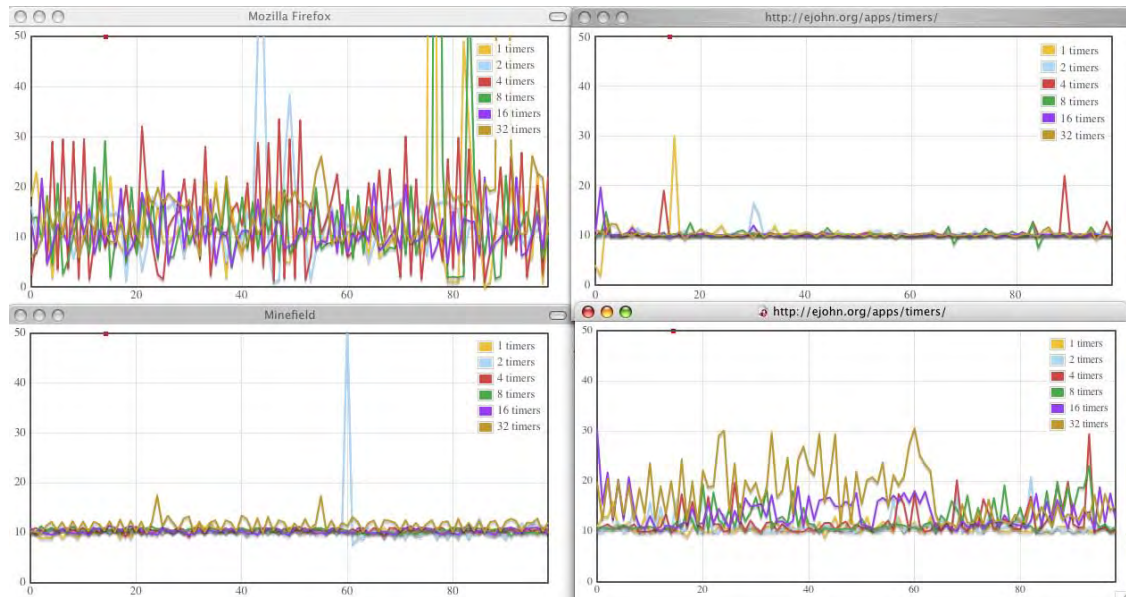 Mozilla Firefox
50
40
30
20
10
0
0 20 40 60 80
1 timers
2 timers
4 timers
8 timers
16 timers
32 timers
http://ejohn.org/apps/timers/
50
40
30
20
10
0
0 20 40 60 80
1 timers
2 timers
4 timers
8 timers
16 timers
32 timers
Minefield
50
40
30
20
10
0
0 20 40 60 80
1 timers
2 timers
4 timers
8 timers
16 timers
32 timers
http://ejohn.org/apps/timers/
50
40
30
20
10
0
0 20 40 60 80
1 timers
2 timers
4 timers
8 timers
16 timers
32 timers